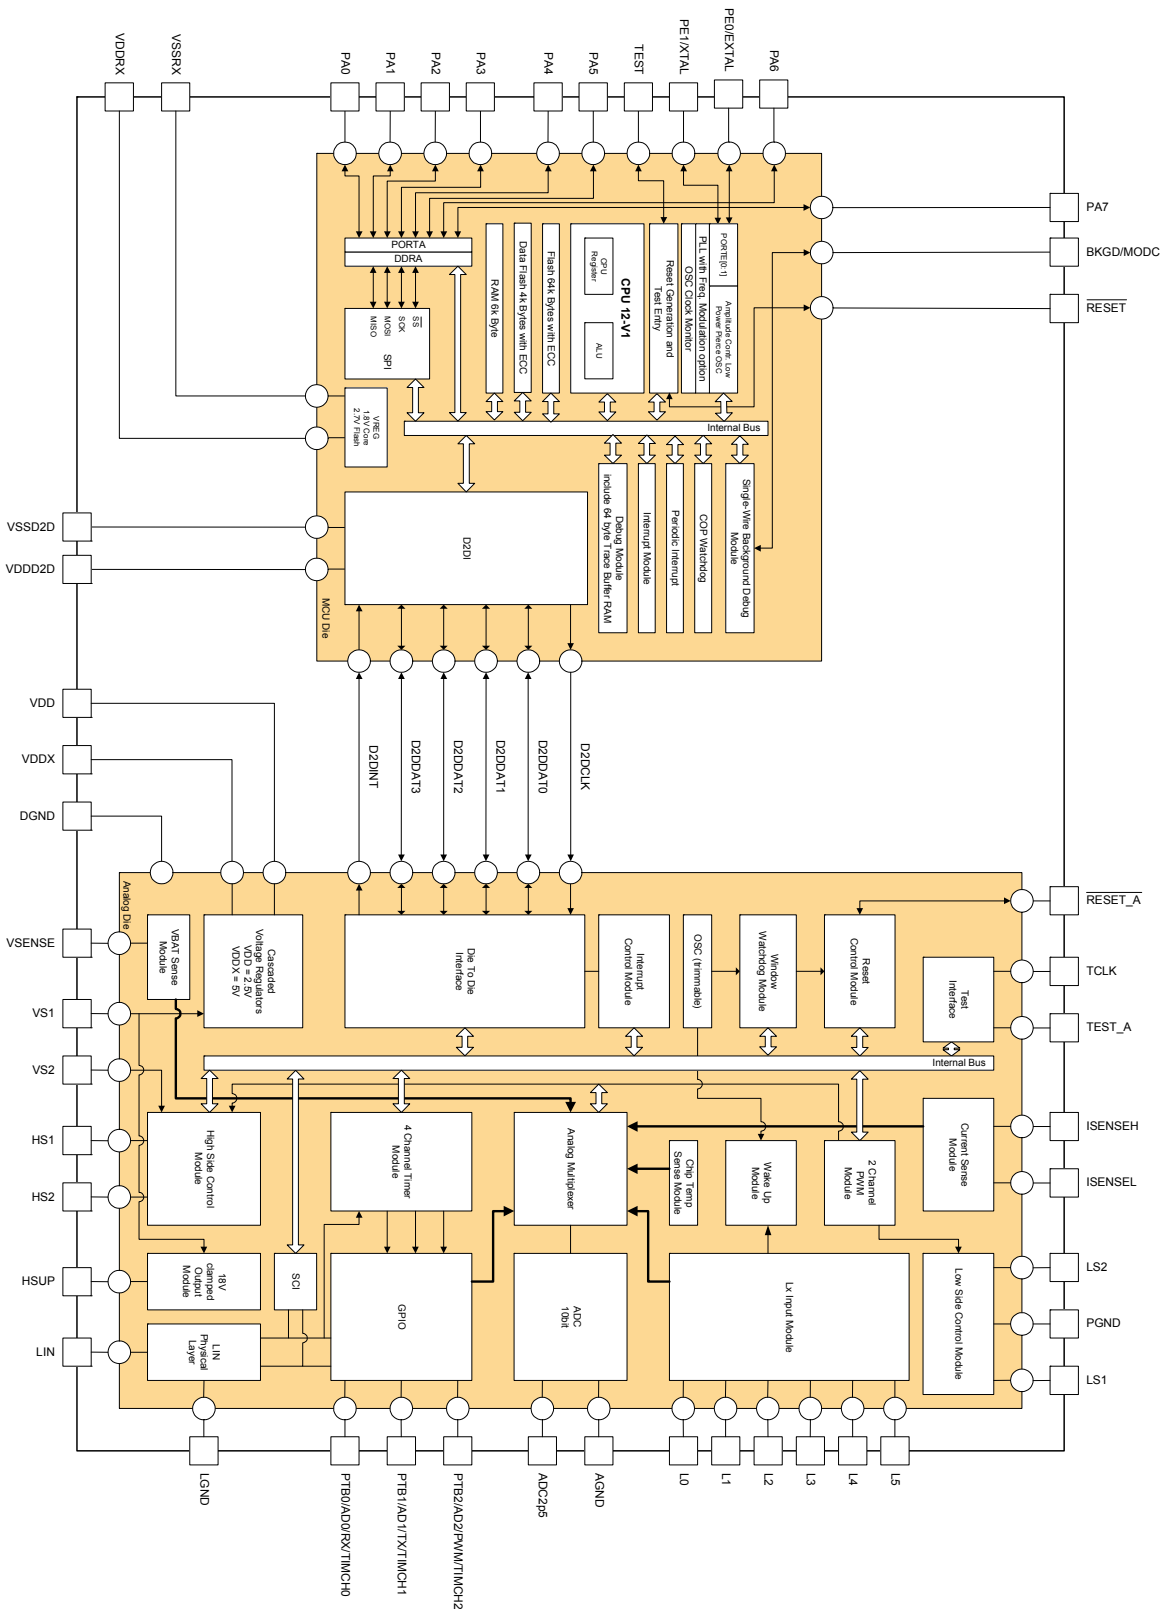 VDDRX
VSSRX
PA0
PA1
PA2
PA3
PA4
PA5
TEST
PE1/XTAL
PE0/EXTAL
PA6
PA7
BKGD/MODC
RESET
PORTA
DDRA
MISO
MOSI
SCK
SS
SPI
VREG
1.8V Core
2.7V Flash
RAM 6k Byte
Data Flash 4k Bytes with ECC
Flash 64k Bytes with ECC
CPU 12-V1
CPU
Register
ALU
Reset Generation and
Test Entry
PORTE[0:1]
Amplitude Contr. Low
Power Pierce OSC
PLL with Freq. Modulation option
OSC Clock Monitor
Internal Bus
D2DI
Debug Module
include 64 byte Trace Buffer RAM
Interrupt Module
Periodic Interrupt
COP Watchdog
Single-Wire Background Debug
Module
MCU Die
VSSD2D
VDDD2D
VDD
VDDX
DGND
D2DINT
D2DDAT3
D2DDAT2
D2DDAT1
D2DDAT0
D2DCLK
Analog Die
VSENSE
VS1
VS2
HS1
HS2
HSUP
LIN
VBAT Sense
Module
Cascaded
Voltage Regulators
VDD = 2.5V
VDDX = 5V
Die To Die
Interface
Interrupt
Control Module
OSC (trimmable)
Window
Watchdog Module
Reset
Control Module
Test
Interface
RESET_A
TCLK
TEST_A
Internal Bus
High Side Control
Module
4 Channel Timer
Module
Analog Multiplexer
Chip Temp
Sense Module
Wake Up
Module
2 Channel
PWM
Module
Current Sense
Module
ISENSEH
ISENSEL
18V
clamped
Output
Module
SCI
GPIO
ADC
10bit
Lx Input Module
Low Side Control Module
LS2
PGND
LS1
LIN
Physical
Layer
LGND
PTB0/AD0/RX/TIMCH0
PTB1/AD1/TX/TIMCH1
PTB2/AD2/PWM/TIMCH2
ADC2p5
AGND
L0
L1
L2
L3
L4
L5